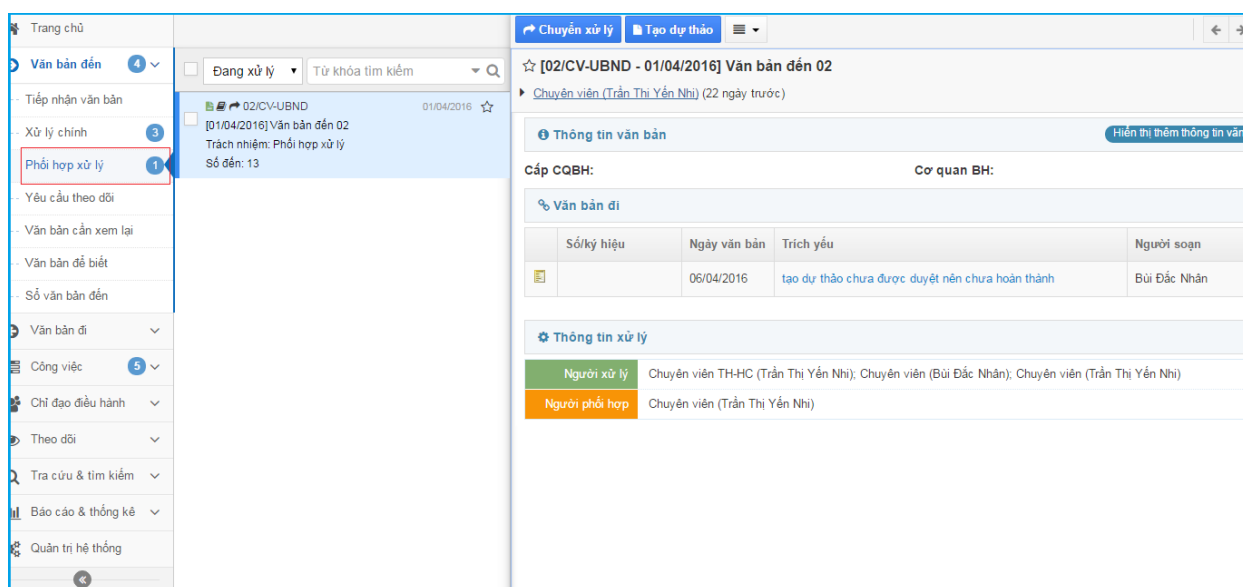 Trang chủ
Văn bản đến 4
Tiếp nhận văn bản
Xử lý chính 3
Phối hợp xử lý 1
Yêu cầu theo dõi
Văn bản cần xem lại
Văn bản để biết
Sổ văn bản đến
Văn bản đi
Công việc 5
Chỉ đạo điều hành
Theo dõi
Tra cứu & tìm kiếm
Báo cáo & thống kê
Quản trị hệ thống
Đang xử lý Từ khóa tìm kiếm
02/CV-UBND 01/04/2016
[01/04/2016] Văn bản đến 02
Trách nhiệm: Phối hợp xử lý
Số đến: 13
Chuyển xử lý Tạo dự thảo
[02/CV-UBND - 01/04/2016] Văn bản đến 02
Chuyên viên (Trần Thị Yến Nhi) (22 ngày trước)
Thông tin văn bản Hiển thị thêm thông tin văn
Cấp CQBH: Cơ quan BH:
Văn bản đi
Số/ký hiệu Ngày văn bản Trích yếu Người soạn
06/04/2016 tạo dự thảo chưa được duyệt nên chưa hoàn thành Bùi Đắc Nhân
Thông tin xử lý
Người xử lý Chuyên viên TH-HC (Trần Thị Yến Nhi); Chuyên viên (Bùi Đắc Nhân); Chuyên viên (Trần Thị Yến Nhi)
Người phối hợp Chuyên viên (Trần Thị Yến Nhi)